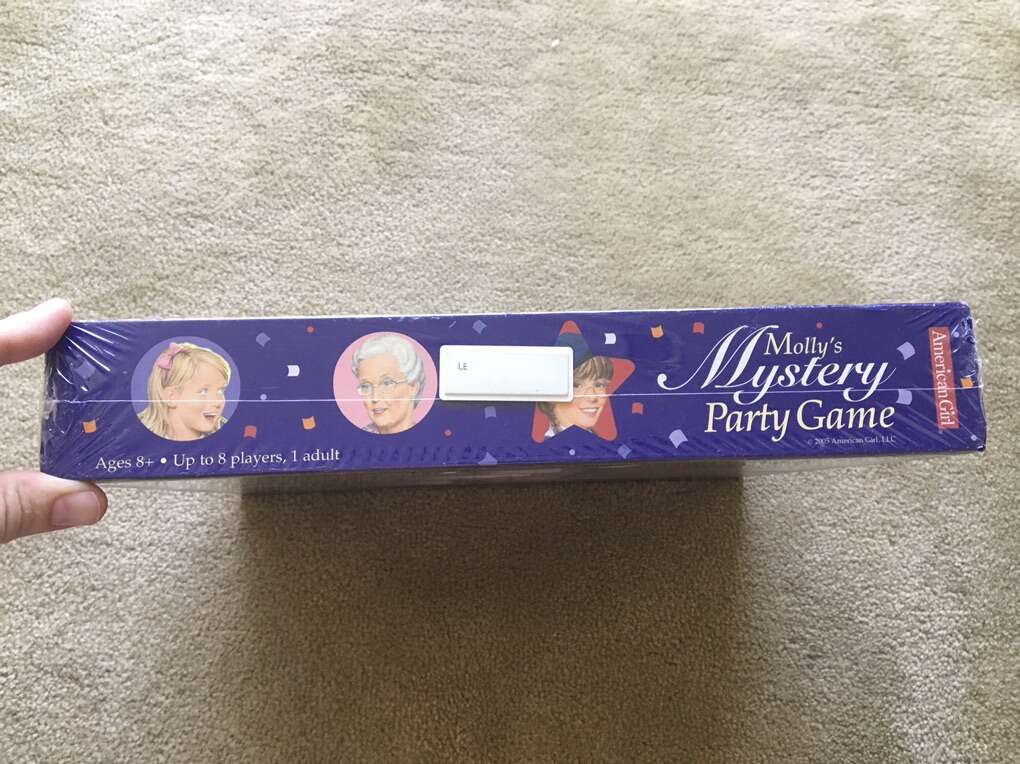 Ages 8+ • Up to 8 players, 1 adult
LE
Molly's
Mystery
Party Game
© 2005 American Girl, LLC
American Girl